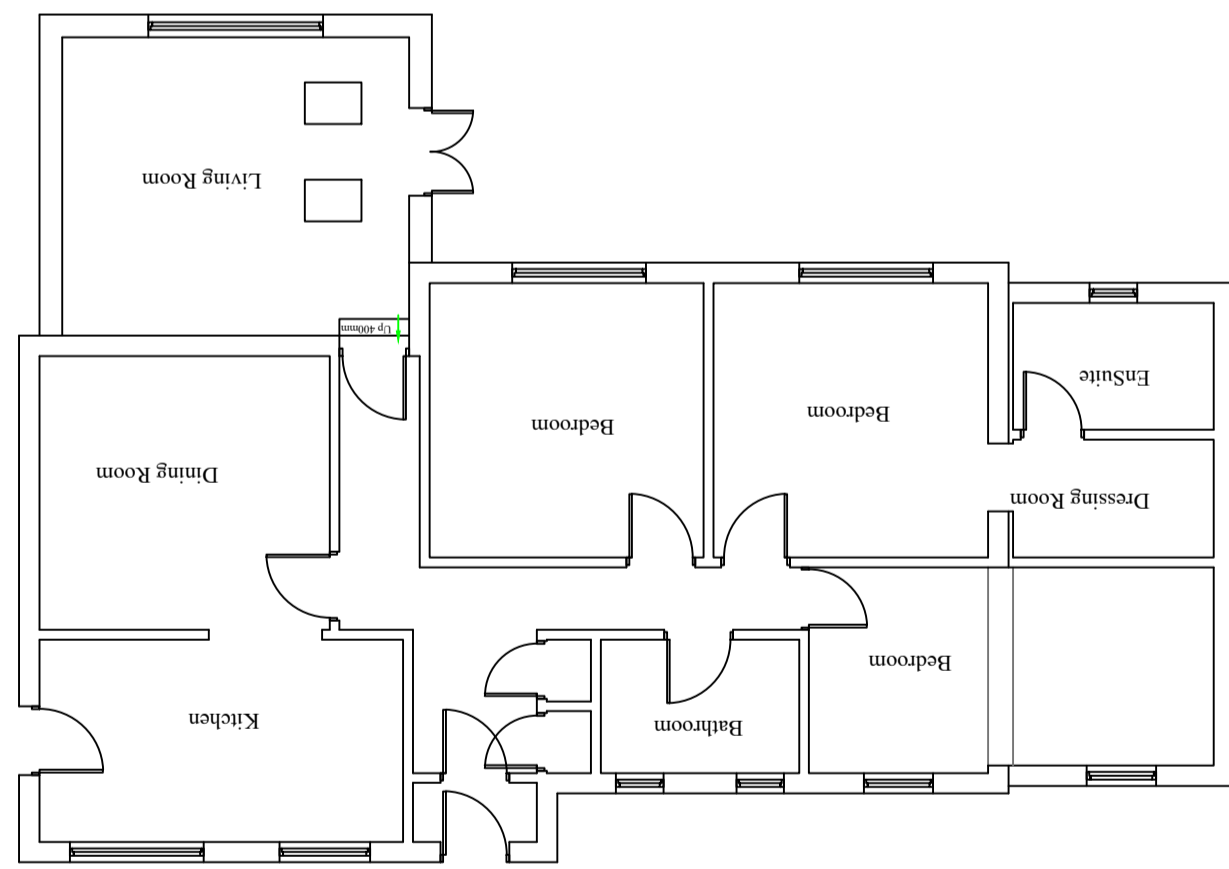 Living Room
Up 400mm
EnSuite
Bedroom
Bedroom
Dining Room
Dressing Room
Bedroom
Kitchen
Bathroom